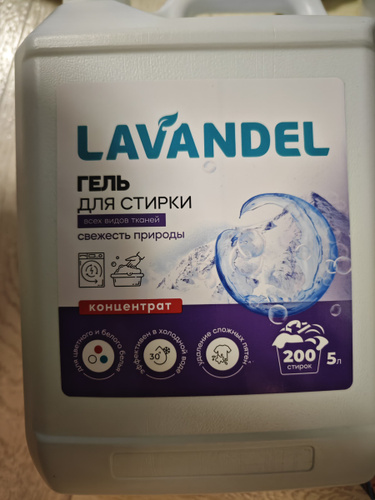 LAVANDEL
ГЕЛЬ
ДЛЯ СТИРКИ
всех видов тканей
свежесть природы
концентрат
для цветного и белого белья
эффективен в холодной воде
30°
удаление сложных пятен
200
стирок
5л